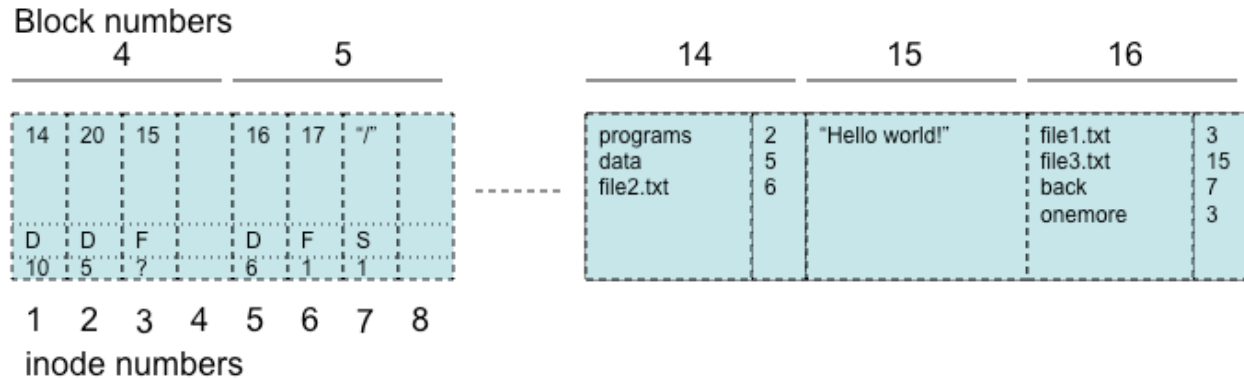 Block numbers
4 5 14 15 16
14 20 15 16 17 “/” programs 2 “Hello world!” file1.txt 3
data 5 file3.txt 15
file2.txt 6 back 7
onemore 3
D D F D F S
10 5 ? 6 1 1
1 2 3 4 5 6 7 8
inode numbers